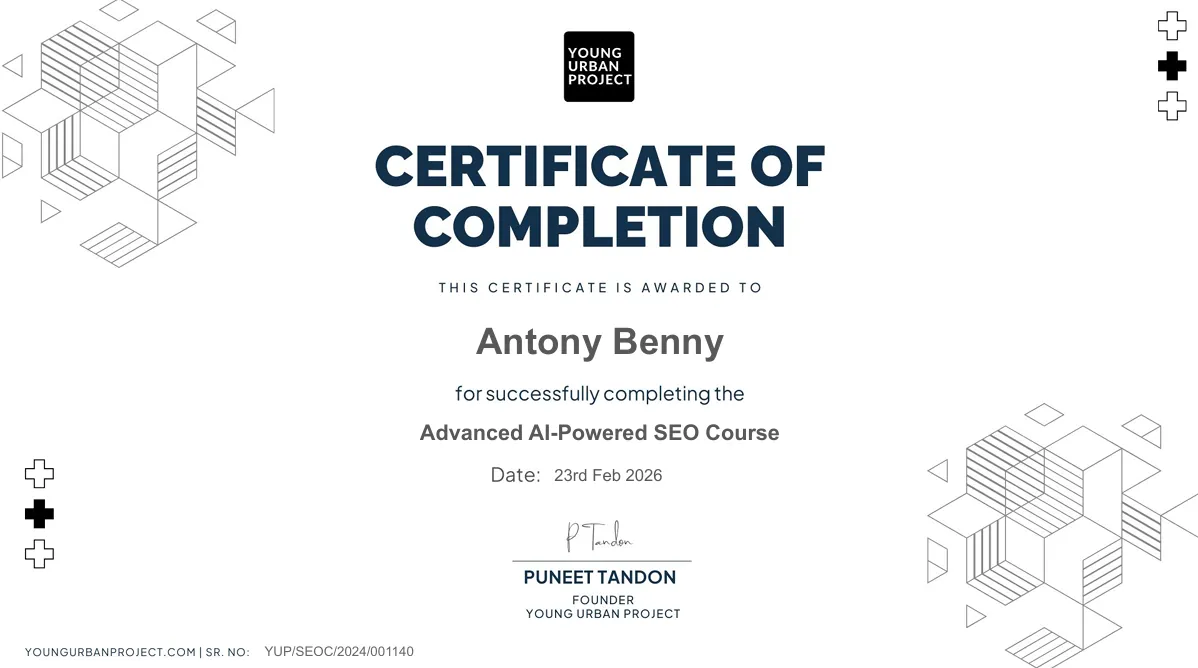 YOUNG
URBAN
PROJECT
CERTIFICATE OF
COMPLETION
THIS CERTIFICATE IS AWARDED TO
Antony Benny
for successfully completing the
Advanced AI-Powered SEO Course
Date: 23rd Feb 2026
P Tandon
PUNEET TANDON
FOUNDER
YOUNG URBAN PROJECT
YOUNGURBANPROJECT.COM | SR. NO: YUP/SEOC/2024/001140